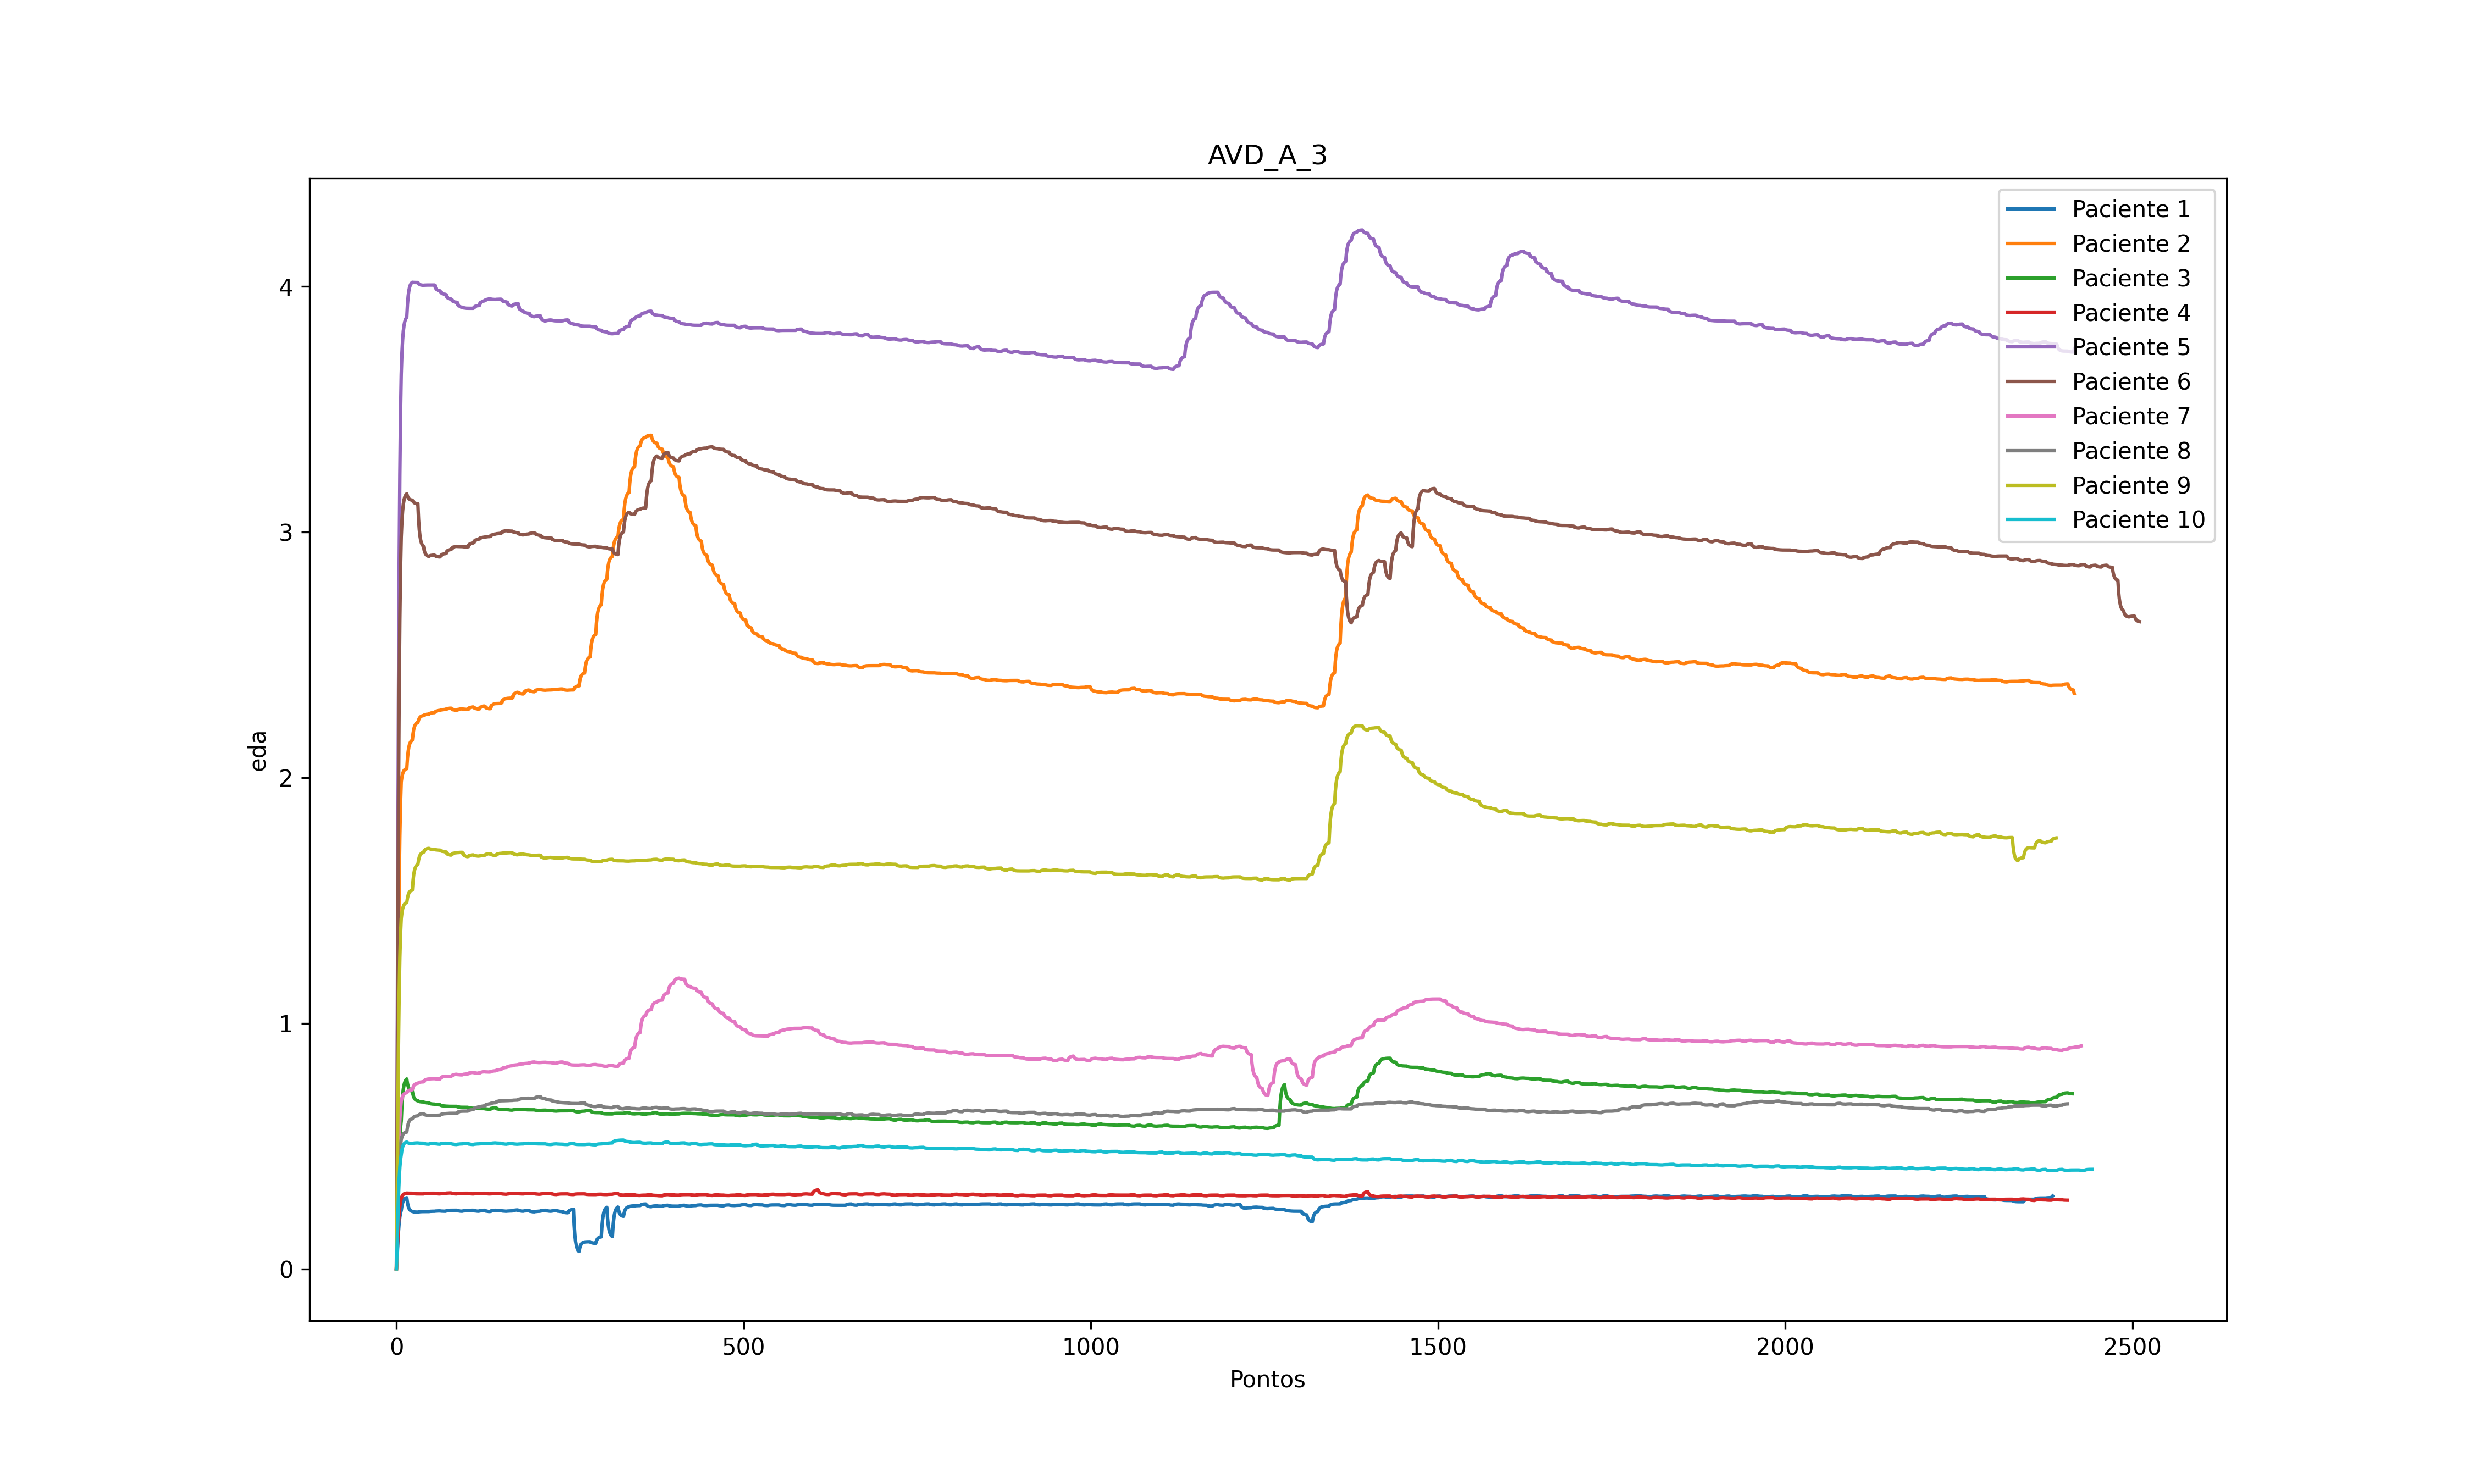 AVD_A_3
Paciente 1
Paciente 2
Paciente 3
Paciente 4
Paciente 5
Paciente 6
Paciente 7
Paciente 8
Paciente 9
Paciente 10
eda
4
3
2
1
0
0 500 1000 1500 2000 2500
Pontos